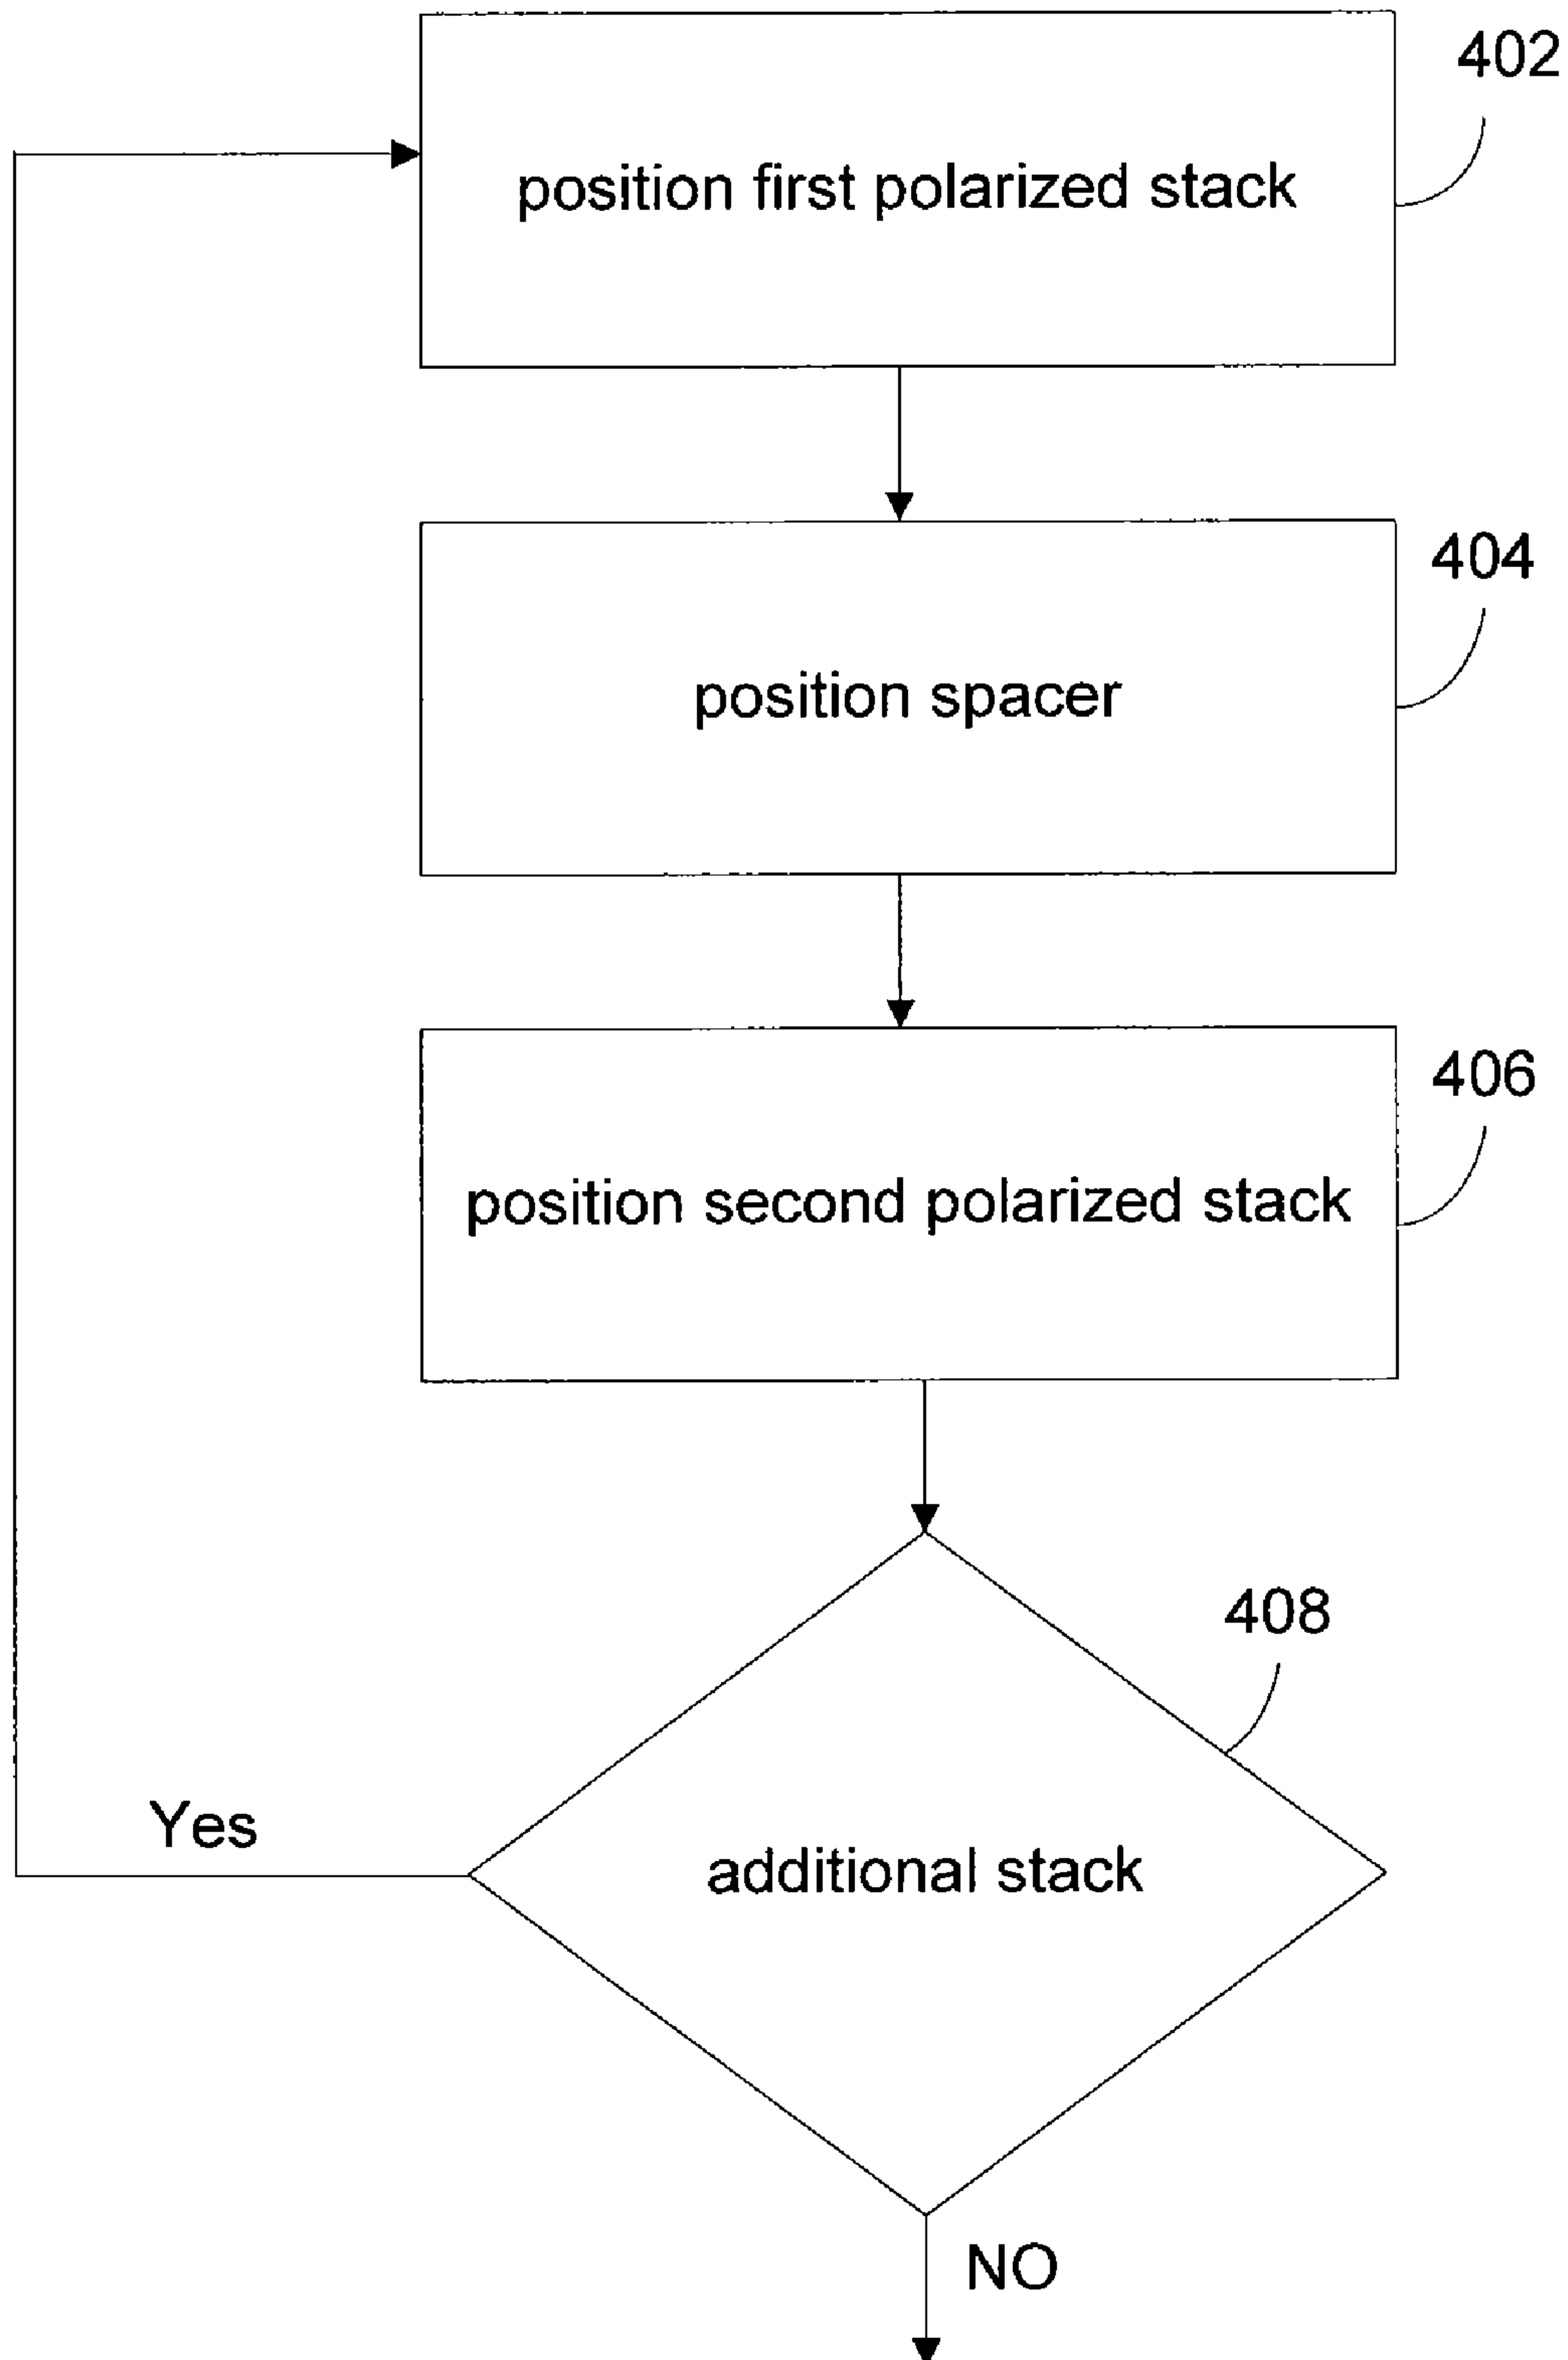 402
position first polarized stack
404
position spacer
406
position second polarized stack
408
additional stack
Yes
NO